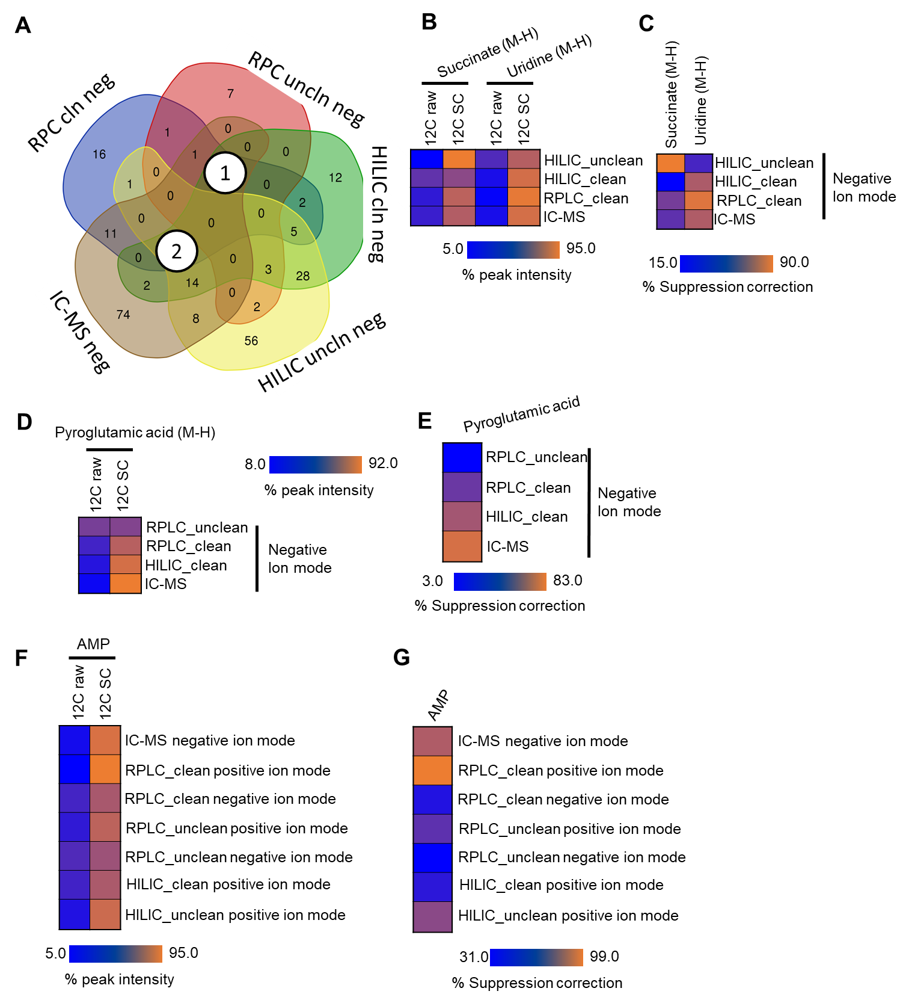 A
RPC cln neg
RPC uncln neg
HILIC cln neg
HILIC uncln neg
IC-MS neg
7
0
1
0
0
16
1
12
0
1
1
0
2
0
0
0
0
5
11
2
0
0
3
28
2
14
0
2
74
8
56
B
Succinate (M-H)
Uridine (M-H)
12C raw
12C SC
12C raw
12C SC
HILIC_unclean
HILIC_clean
RPLC_clean
IC-MS
5.0
95.0
% peak intensity
C
Succinate (M-H)
Uridine (M-H)
HILIC_unclean
HILIC_clean
RPLC_clean
IC-MS
Negative
Ion mode
15.0
90.0
% Suppression correction
D
Pyroglutamic acid (M-H)
12C raw
12C SC
8.0
92.0
% peak intensity
RPLC_unclean
RPLC_clean
HILIC_clean
IC-MS
Negative
Ion mode
E
Pyroglutamic acid
RPLC_unclean
RPLC_clean
HILIC_clean
IC-MS
Negative
Ion mode
3.0
83.0
% Suppression correction
F
AMP
12C raw
12C SC
IC-MS negative ion mode
RPLC_clean positive ion mode
RPLC_clean negative ion mode
RPLC_unclean positive ion mode
RPLC_unclean negative ion mode
HILIC_clean positive ion mode
HILIC_unclean positive ion mode
5.0
95.0
% peak intensity
G
AMP
IC-MS negative ion mode
RPLC_clean positive ion mode
RPLC_clean negative ion mode
RPLC_unclean positive ion mode
RPLC_unclean negative ion mode
HILIC_clean positive ion mode
HILIC_unclean positive ion mode
31.0
99.0
% Suppression correction